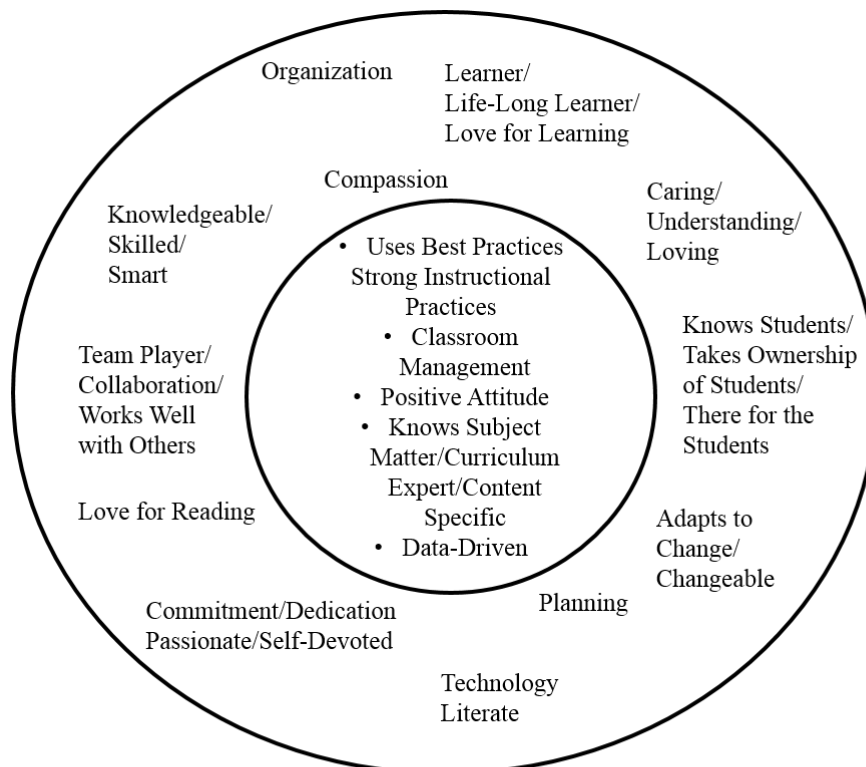 Organization
Learner/
Life-Long Learner/
Love for Learning
Compassion
Caring/
Understanding/
Loving
Knowledgeable/
Skilled/
Smart
• Uses Best Practices
Strong Instructional
Practices
• Classroom
Management
• Positive Attitude
• Knows Subject
Matter/Curriculum
Expert/Content
Specific
• Data-Driven
Knows Students/
Takes Ownership
of Students/
There for the
Students
Team Player/
Collaboration/
Works Well
with Others
Love for Reading
Adapts to
Change/
Changeable
Planning
Commitment/Dedication
Passionate/Self-Devoted
Technology
Literate